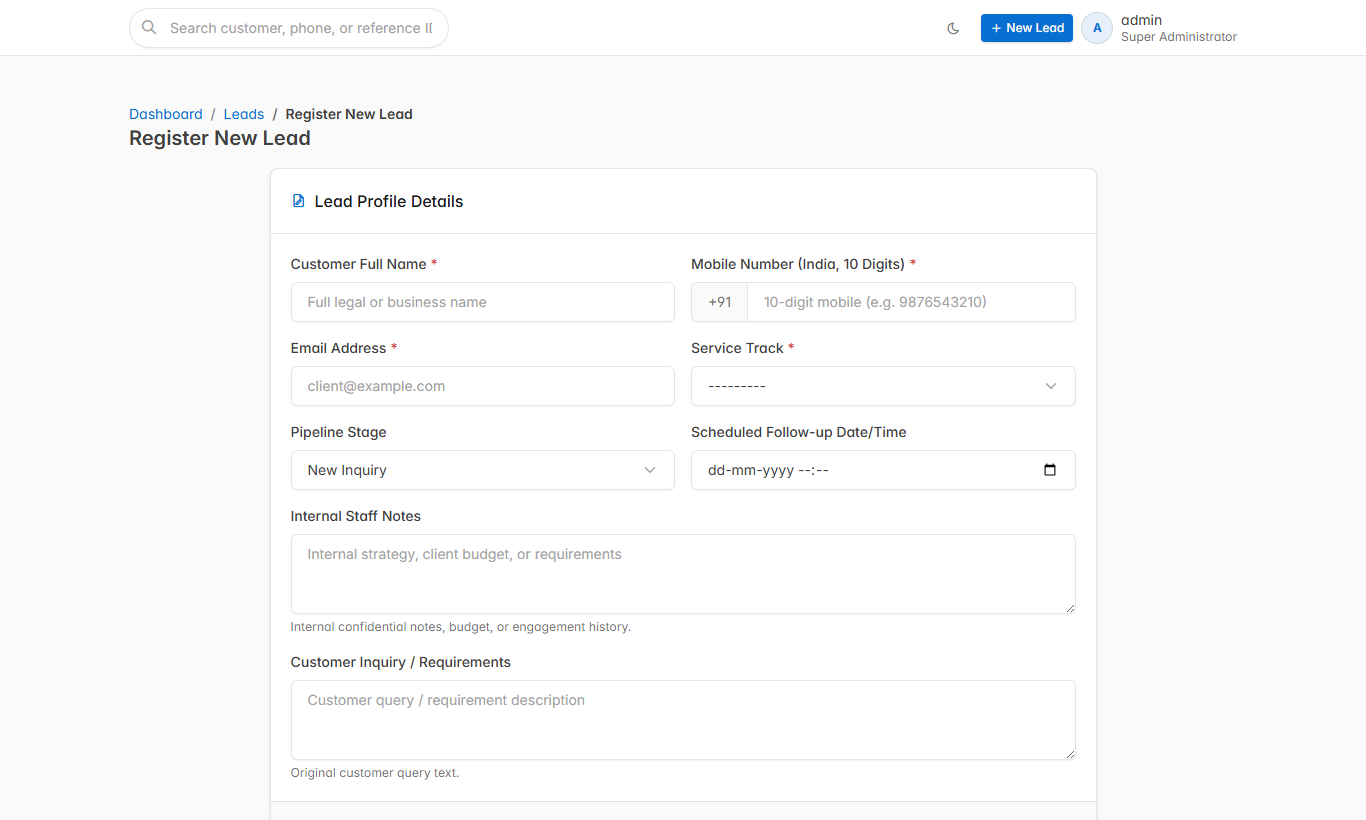 Search customer, phone, or reference ID
+ New Lead
A
admin
Super Administrator
Dashboard / Leads / Register New Lead
Register New Lead
Lead Profile Details
Customer Full Name *
Mobile Number (India, 10 Digits) *
Full legal or business name
+91
10-digit mobile (e.g. 9876543210)
Email Address *
Service Track *
client@example.com
---------
Pipeline Stage
Scheduled Follow-up Date/Time
New Inquiry
dd-mm-yyyy --:--
Internal Staff Notes
Internal strategy, client budget, or requirements
Internal confidential notes, budget, or engagement history.
Customer Inquiry / Requirements
Customer query / requirement description
Original customer query text.